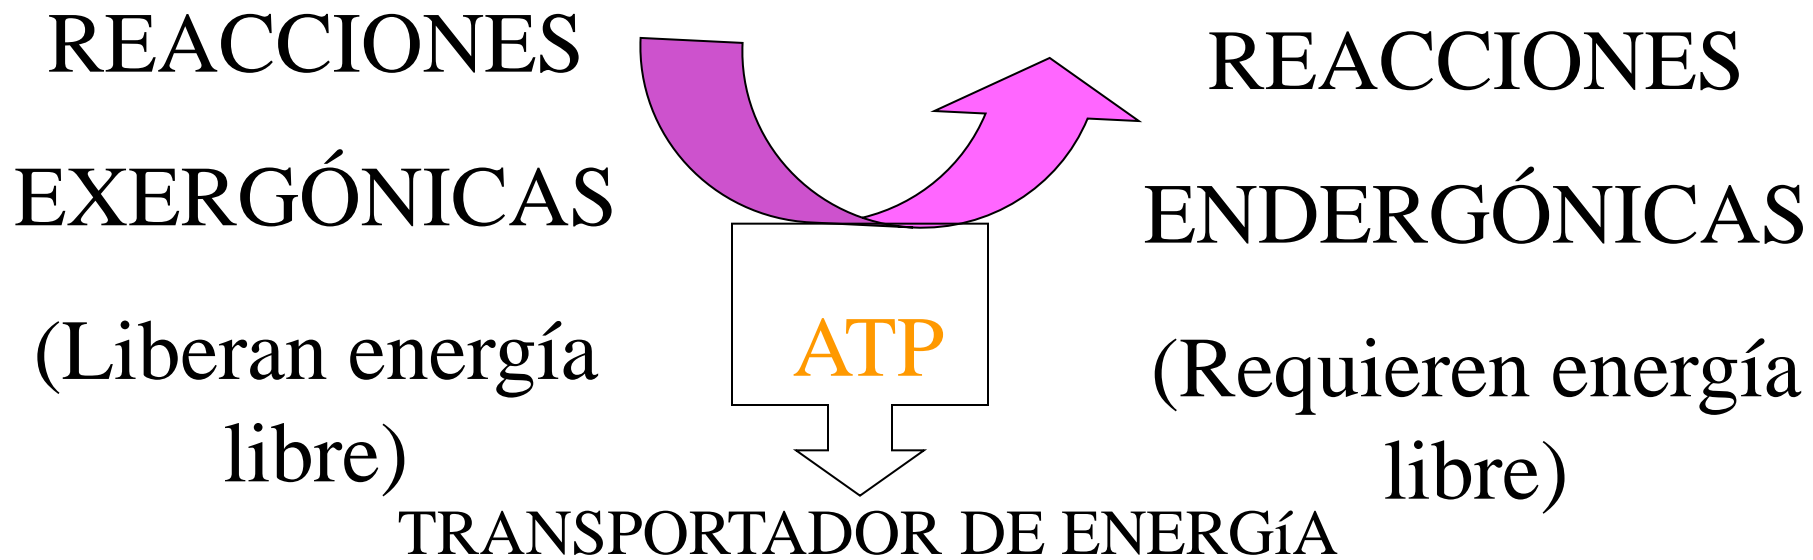 REACCIONES
EXERGÓNICAS
(Liberan energía
libre)
ATP
REACCIONES
ENDERGÓNICAS
(Requieren energía
libre)
TRANSPORTADOR DE ENERGíA